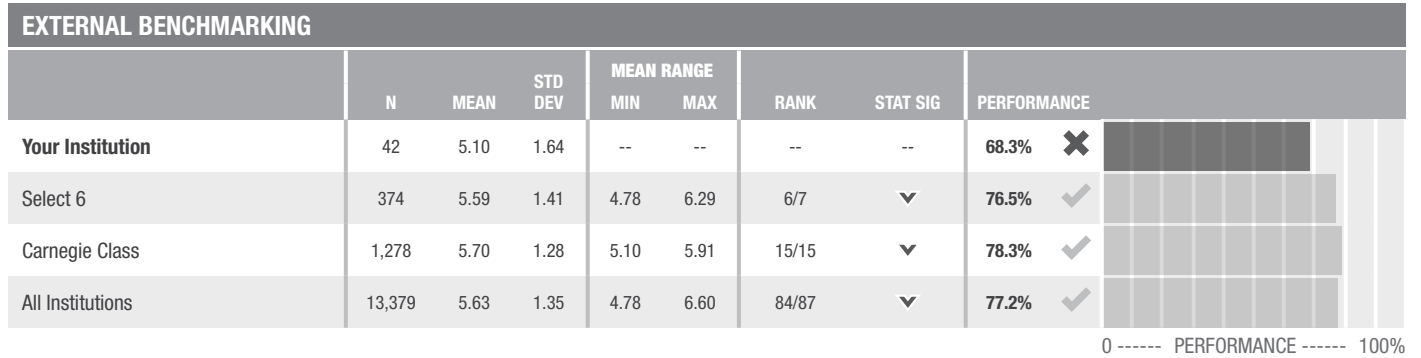 EXTERNAL BENCHMARKING
N MEAN STD DEV MEAN RANGE MIN MAX RANK STAT SIG PERFORMANCE
Your Institution 42 5.10 1.64 -- -- -- -- 68.3%
Select 6 374 5.59 1.41 4.78 6.29 6/7 76.5%
Carnegie Class 1,278 5.70 1.28 5.10 5.91 15/15 78.3%
All Institutions 13,379 5.63 1.35 4.78 6.60 84/87 77.2%
0 ------ PERFORMANCE ------ 100%